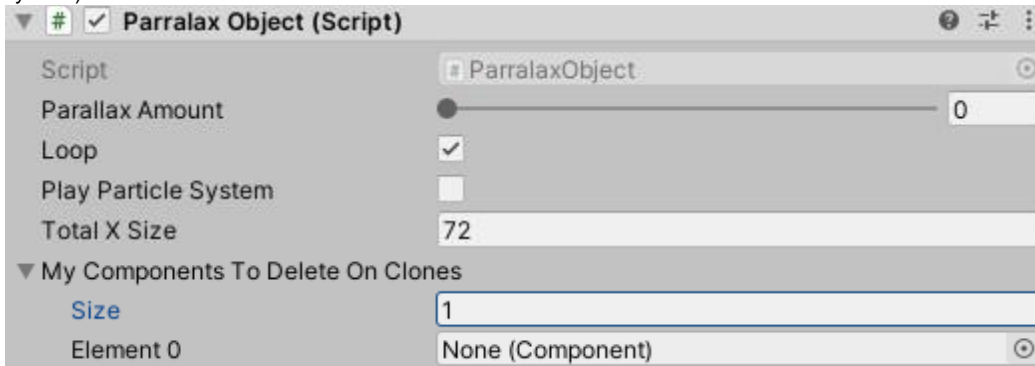 # Parralax Object (Script)
Script # ParralaxObject
Parallax Amount 0
Loop
Play Particle System
Total X Size 72
My Components To Delete On Clones
Size 1
Element 0 None (Component)